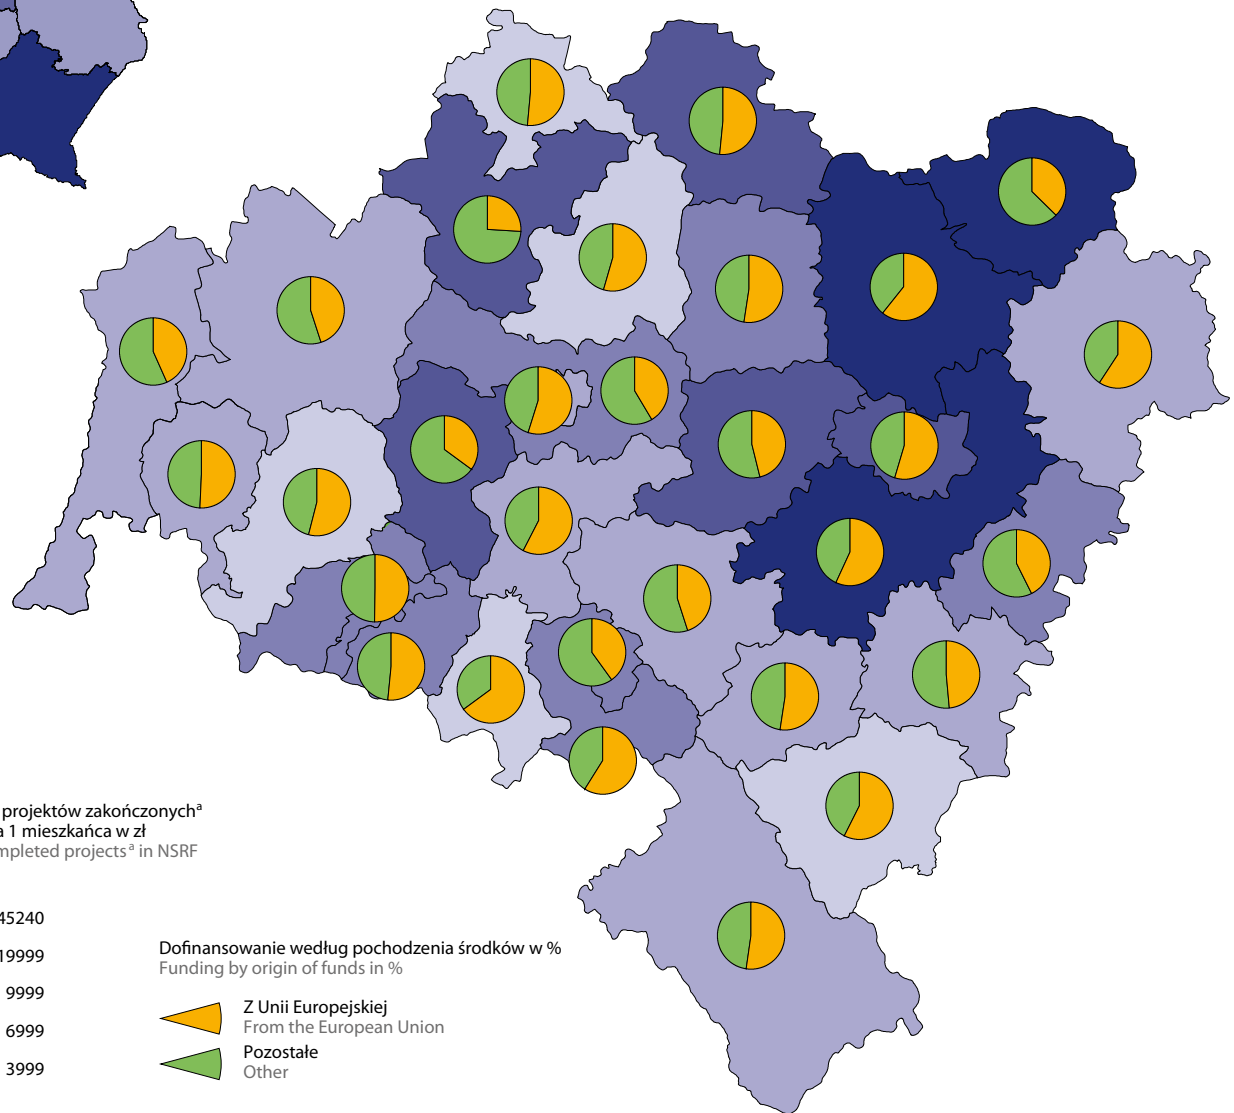 projektów zakończonychᵃ
a 1 mieszkańca w zł
mpleted projectsᵃ in NSRF
45240
19999
9999
6999
3999
Dofinansowanie według pochodzenia środków w %
Funding by origin of funds in %
Z Unii Europejskiej
From the European Union
Pozostałe
Other